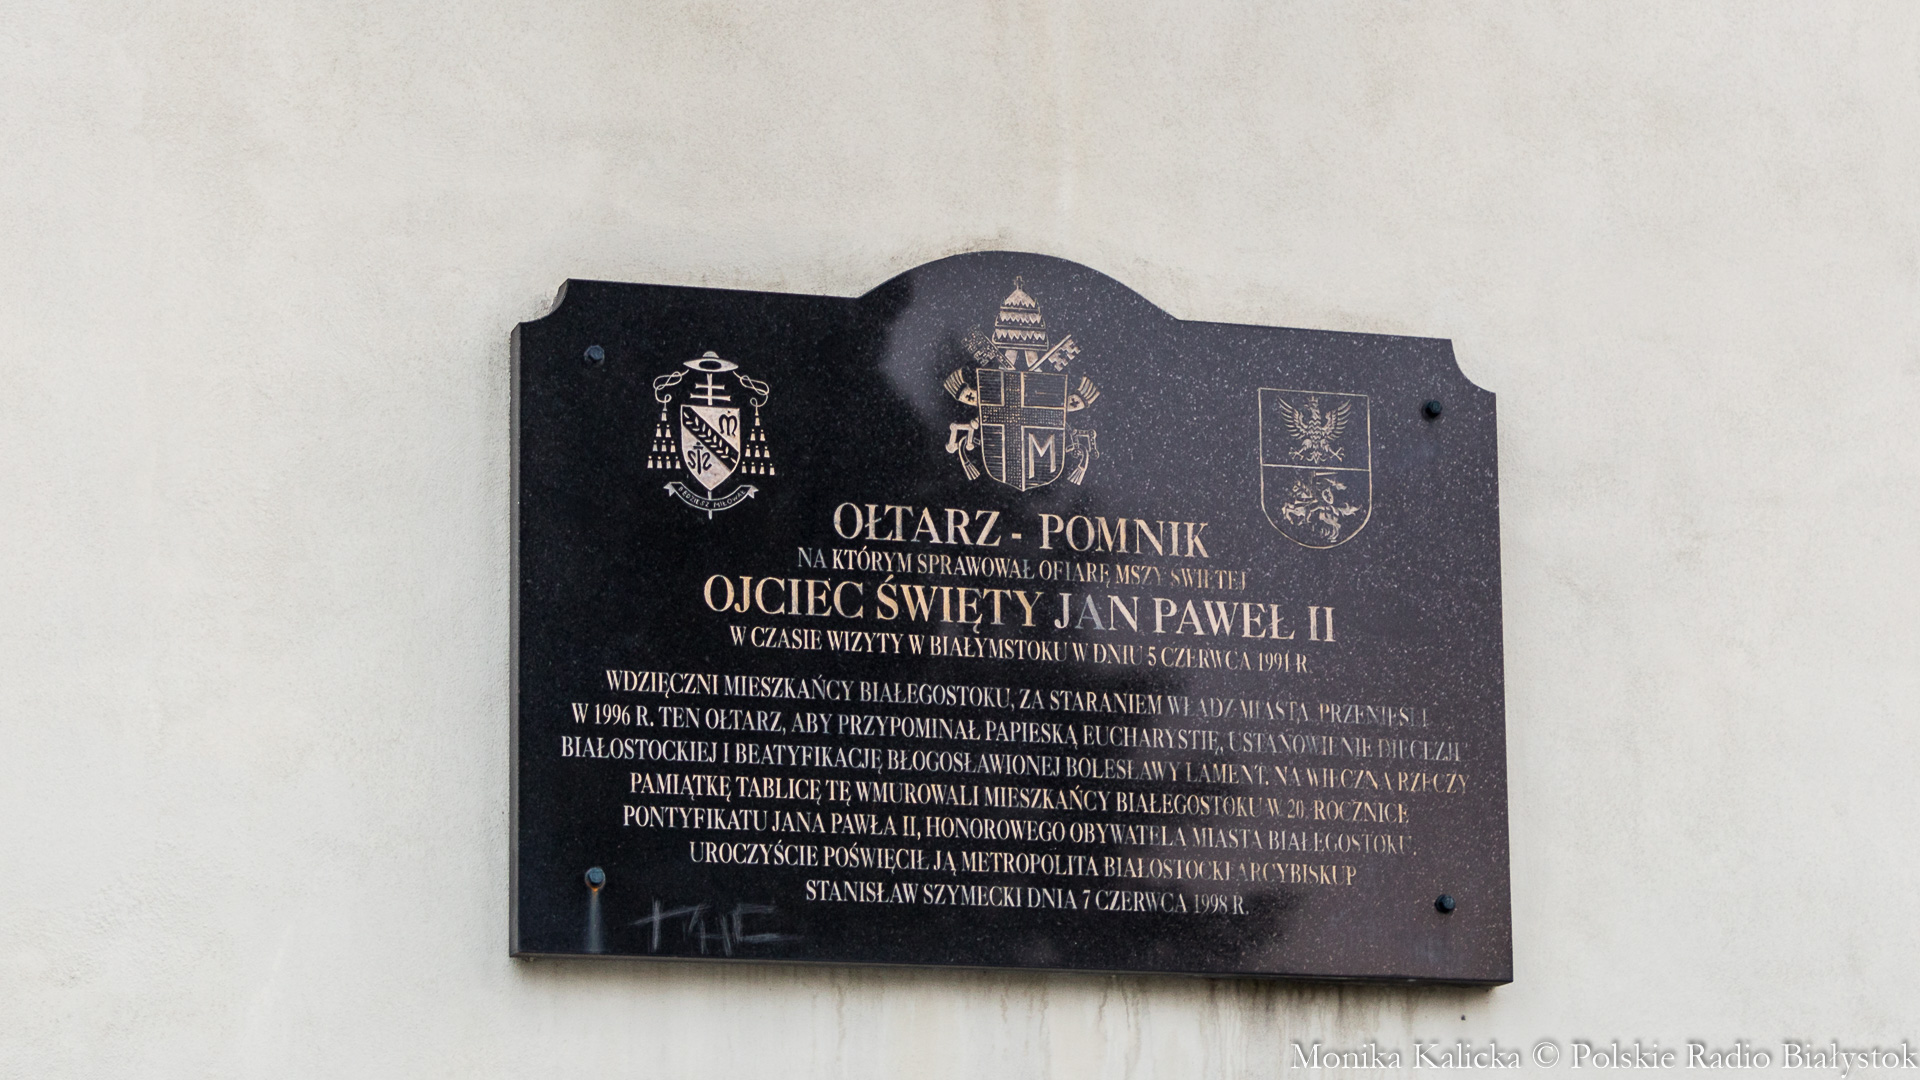 BĘDZIESZ MIŁOWAŁ
OŁTARZ - POMNIK
NA KTÓRYM SPRAWOWAŁ OFIARĘ MSZY ŚWIĘTEJ
OJCIEC ŚWIĘTY JAN PAWEŁ II
W CZASIE WIZYTY W BIAŁYMSTOKU W DNIU 5 CZERWCA 1991 R.
WDZIĘCZNI MIESZKAŃCY BIAŁEGOSTOKU, ZA STARANIEM WŁADZ MIASTA, PRZENIEŚLI
W 1996 R. TEN OŁTARZ, ABY PRZYPOMINAŁ PAPIESKĄ EUCHARYSTIĘ, USTANOWIENIE DIECEZJI
BIAŁOSTOCKIEJ I BEATYFIKACJĘ BŁOGOSŁAWIONEJ BOLESŁAWY LAMENT. NA WIECZNĄ RZECZY
PAMIĄTKĘ TABLICĘ TĘ WMUROWALI MIESZKAŃCY BIAŁEGOSTOKU W 20. ROCZNICĘ
PONTYFIKATU JANA PAWŁA II, HONOROWEGO OBYWATELA MIASTA BIAŁEGOSTOKU.
UROCZYŚCIE POŚWIĘCIŁ JĄ METROPOLITA BIAŁOSTOCKI ARCYBISKUP
STANISŁAW SZYMECKI DNIA 7 CZERWCA 1998 R.
Monika Kalicka © Polskie Radio Białystok